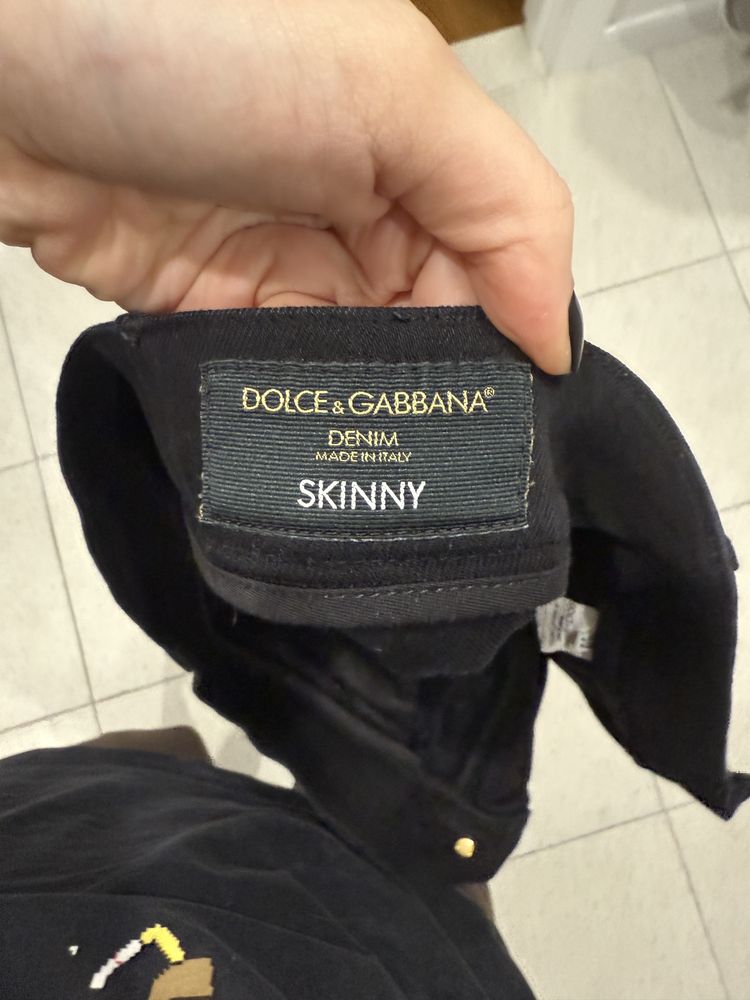 DOLCE & GABBANA®
DENIM
MADE IN ITALY
SKINNY